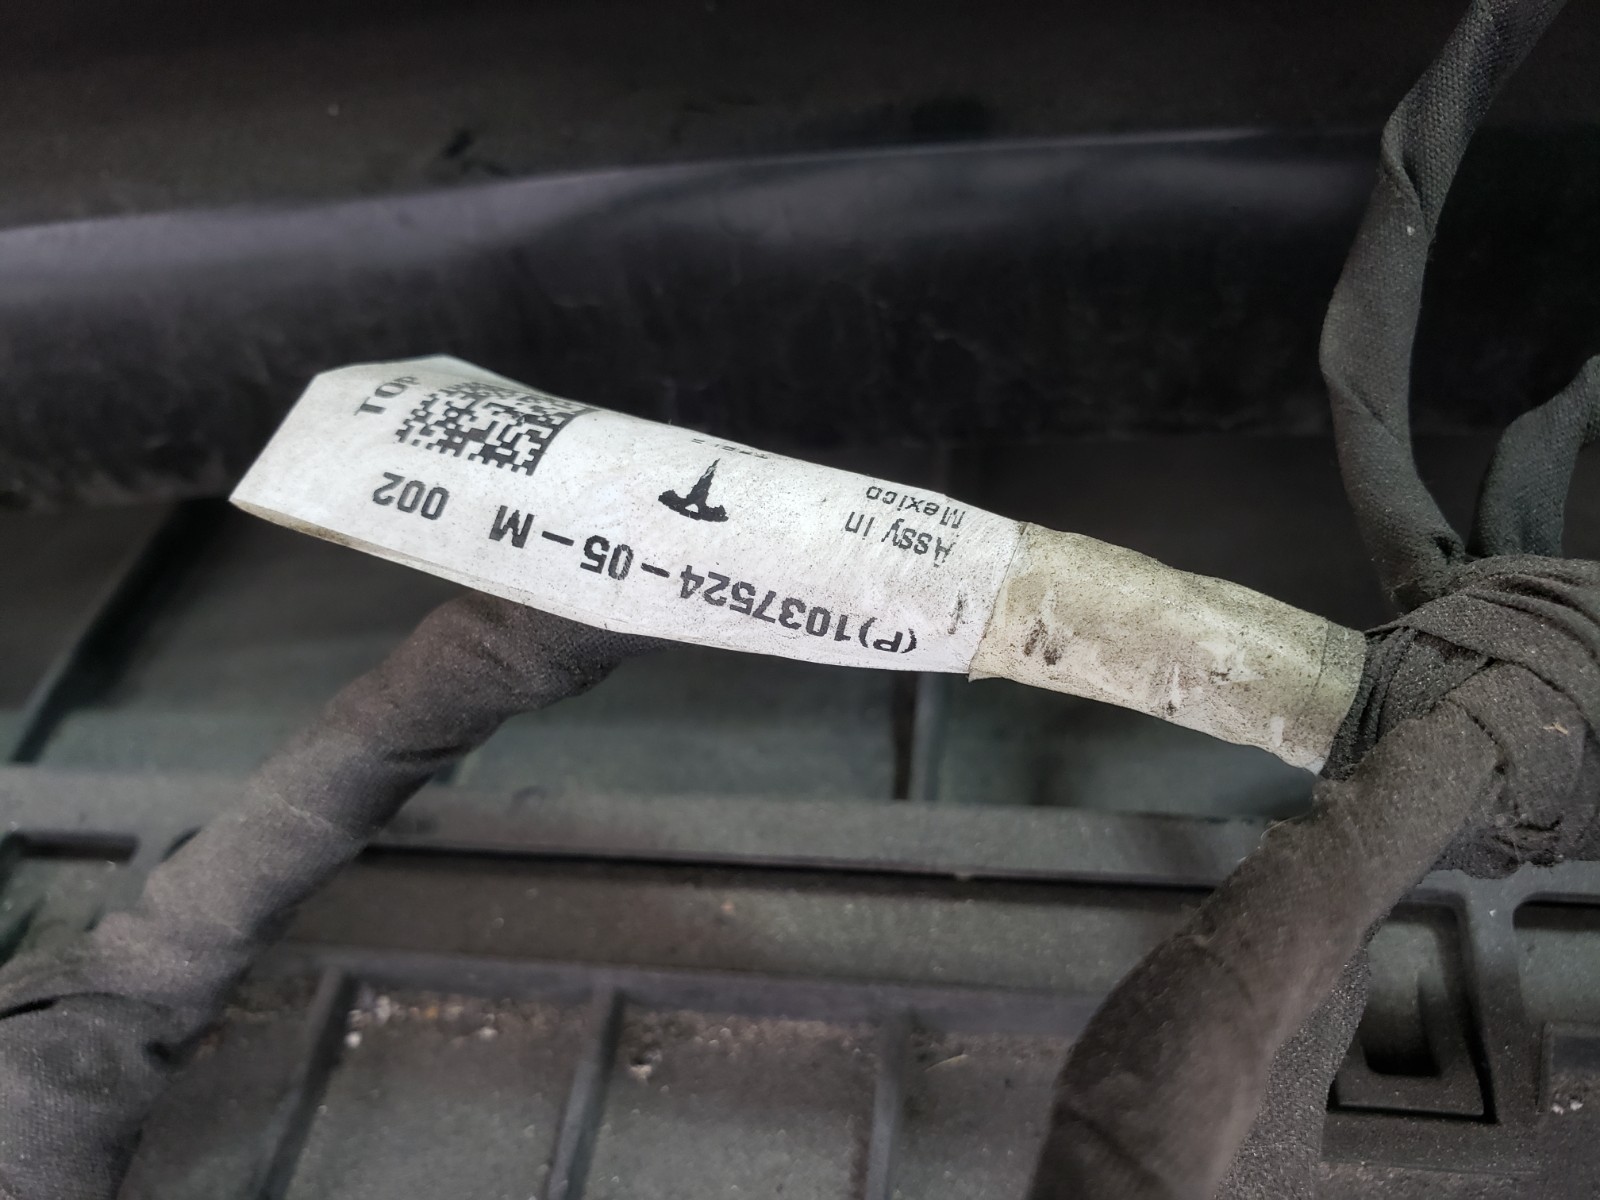 Assy in
Mexico
(P)1037524-05-M 002
TOP